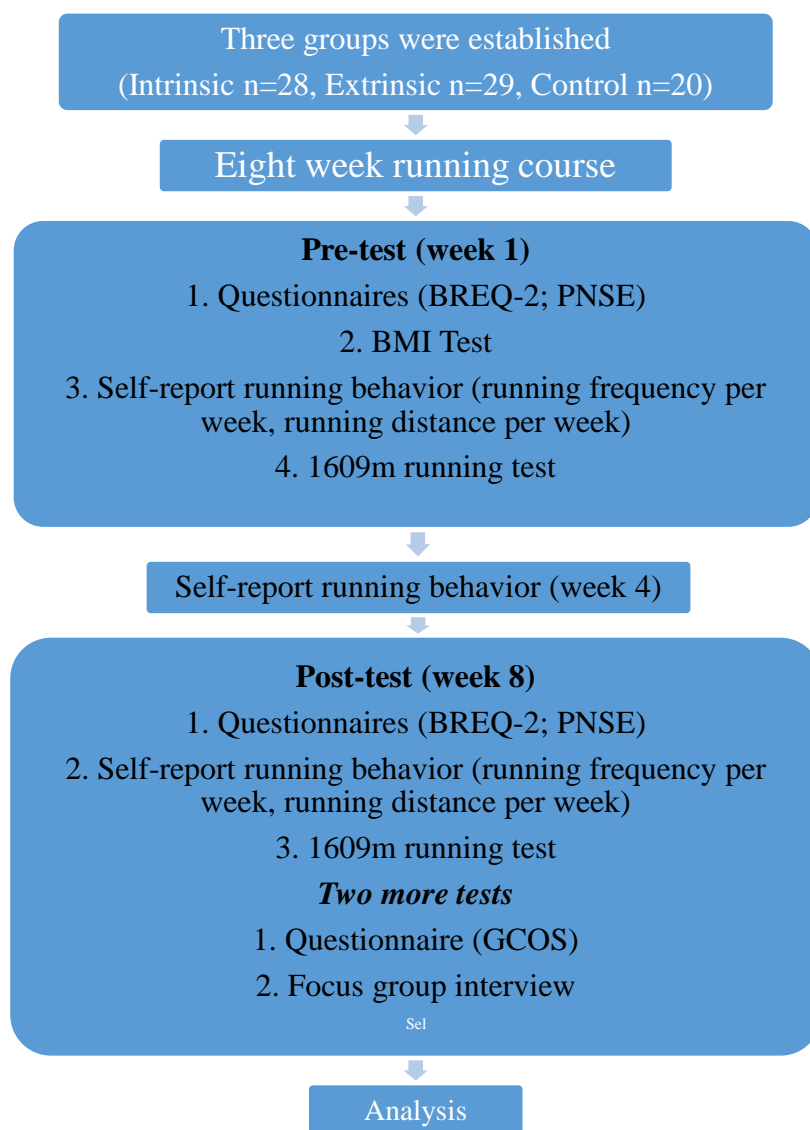 Three groups were established
(Intrinsic n=28, Extrinsic n=29, Control n=20)
Eight week running course
Pre-test (week 1)
1. Questionnaires (BREQ-2; PNSE)
2. BMI Test
3. Self-report running behavior (running frequency per
week, running distance per week)
4. 1609m running test
Self-report running behavior (week 4)
Post-test (week 8)
1. Questionnaires (BREQ-2; PNSE)
2. Self-report running behavior (running frequency per
week, running distance per week)
3. 1609m running test
Two more tests
1. Questionnaire (GCOS)
2. Focus group interview
Sel
Analysis